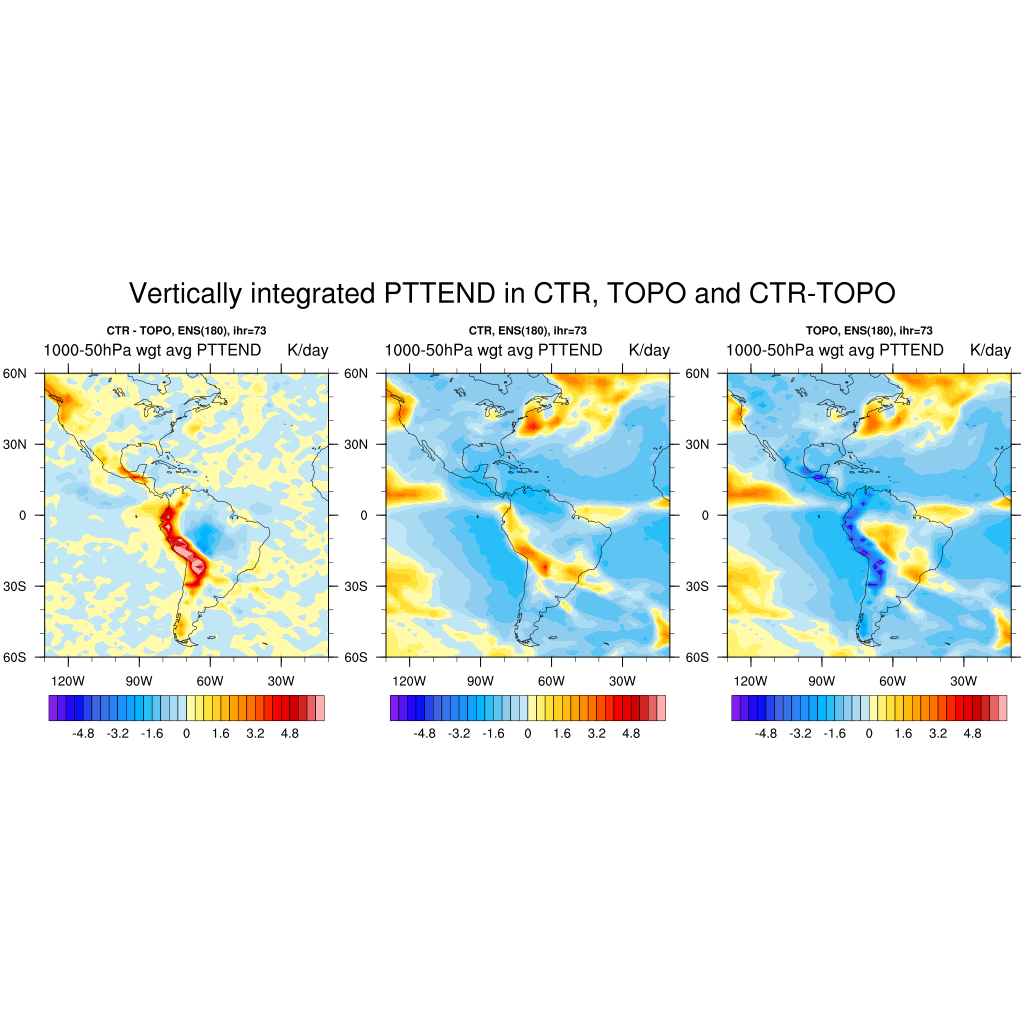 Vertically integrated PTTEND in CTR, TOPO and CTR-TOPO
CTR - TOPO, ENS(180), ihr=73
1000-50hPa wgt avg PTTEND K/day
60N
30N
0
30S
60S
120W 90W 60W 30W
-4.8 -3.2 -1.6 0 1.6 3.2 4.8
CTR, ENS(180), ihr=73
1000-50hPa wgt avg PTTEND K/day
60N
30N
0
30S
60S
120W 90W 60W 30W
-4.8 -3.2 -1.6 0 1.6 3.2 4.8
TOPO, ENS(180), ihr=73
1000-50hPa wgt avg PTTEND K/day
60N
30N
0
30S
60S
120W 90W 60W 30W
-4.8 -3.2 -1.6 0 1.6 3.2 4.8